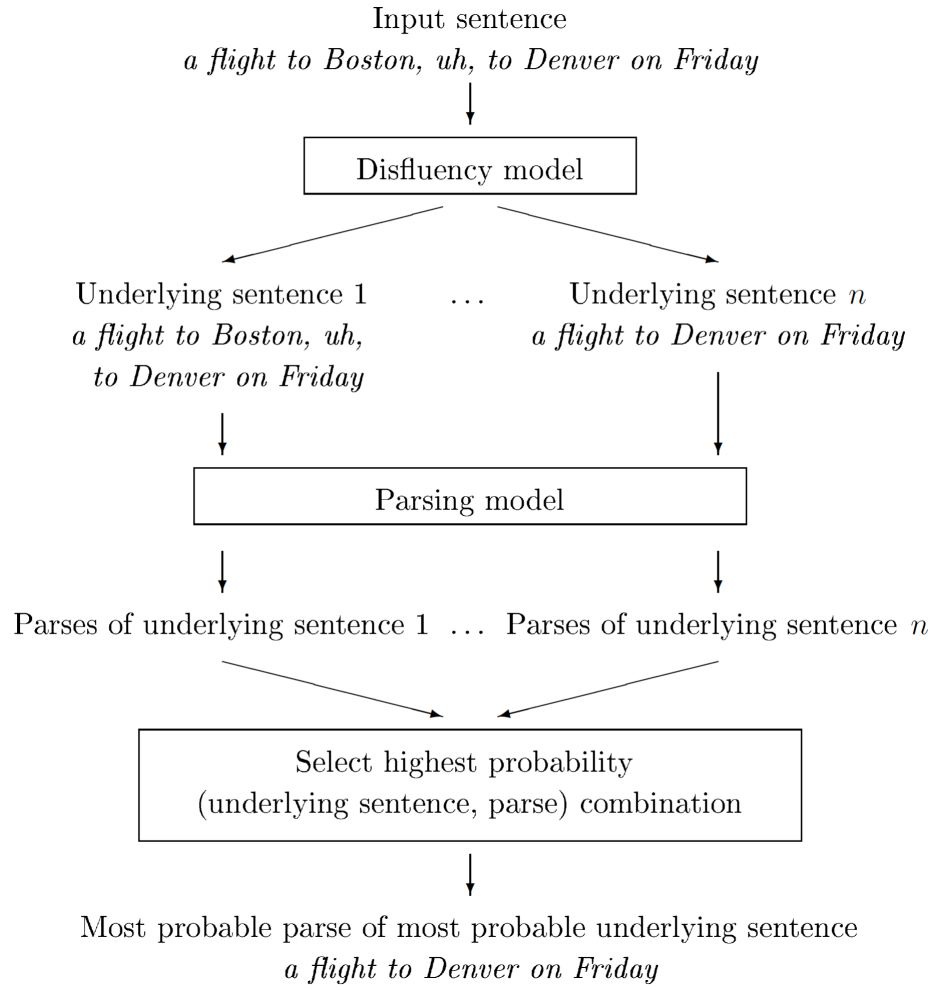 Input sentence
a flight to Boston, uh, to Denver on Friday
Disfluency model
Underlying sentence 1 ... Underlying sentence n
a flight to Boston, uh, a flight to Denver on Friday
to Denver on Friday
Parsing model
Parses of underlying sentence 1 ... Parses of underlying sentence n
Select highest probability
(underlying sentence, parse) combination
Most probable parse of most probable underlying sentence
a flight to Denver on Friday